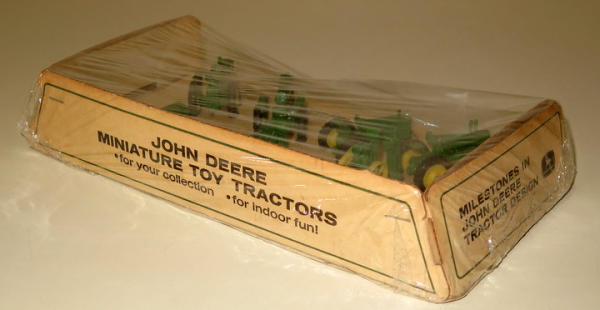 JOHN DEERE
MINIATURE TOY TRACTORS
•for your collection •for indoor fun!
MILESTONES IN
JOHN DEERE
TRACTOR DESIGN